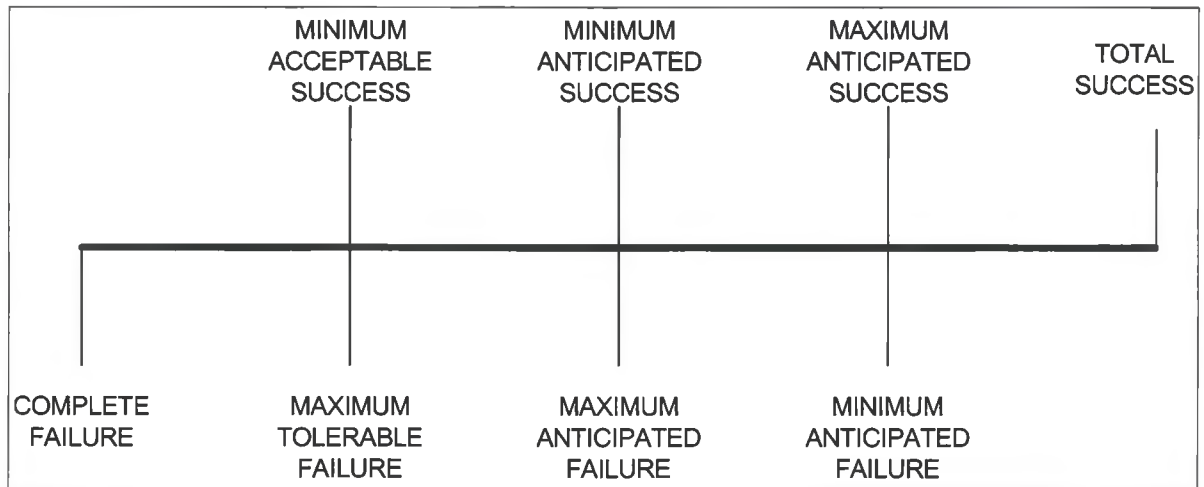 MINIMUM
ACCEPTABLE
SUCCESS
MINIMUM
ANTICIPATED
SUCCESS
MAXIMUM
ANTICIPATED
SUCCESS
TOTAL
SUCCESS
COMPLETE
FAILURE
MAXIMUM
TOLERABLE
FAILURE
MAXIMUM
ANTICIPATED
FAILURE
MINIMUM
ANTICIPATED
FAILURE